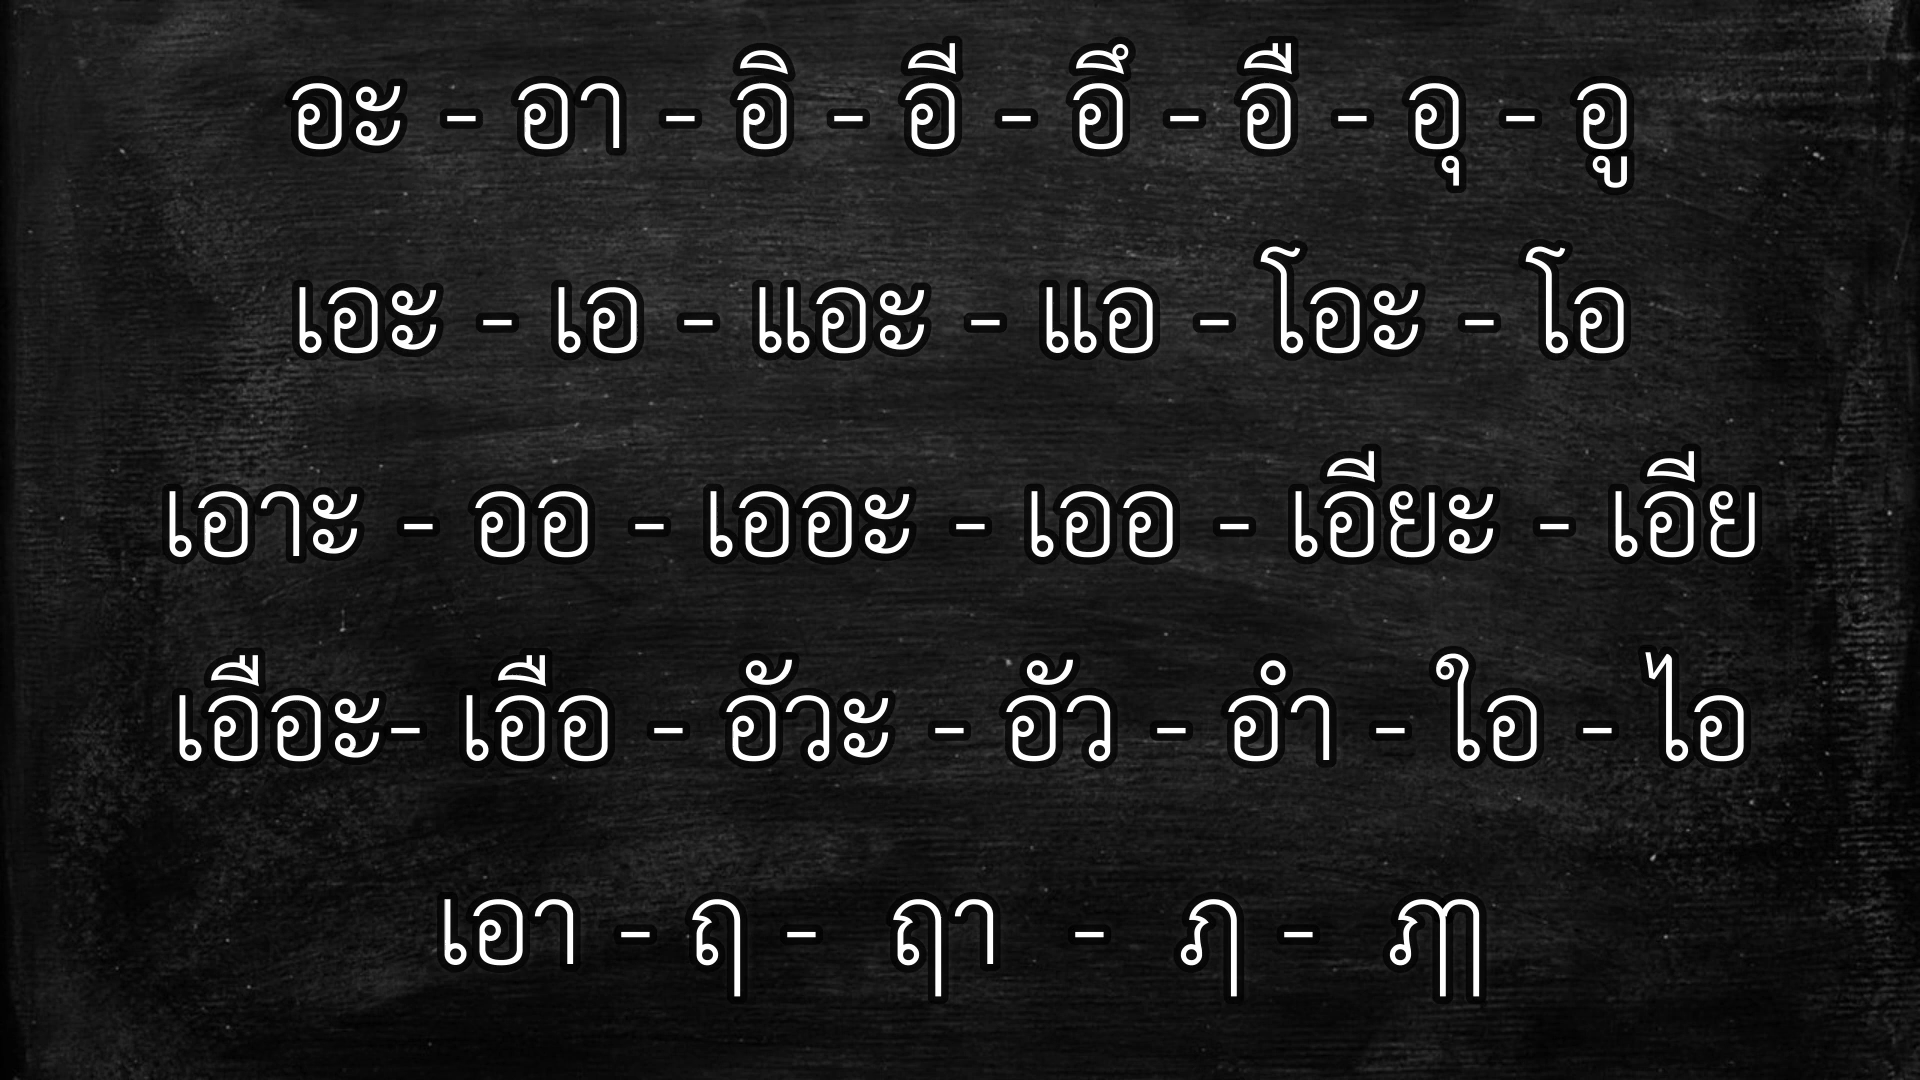 อะ - อา - อิ - อี - อึ - อื - อุ - อู
เอะ - เอ - แอะ - แอ - โอะ - โอ
เอาะ - ออ - เออะ - เออ - เอียะ - เอีย
เอือะ- เอือ - อัวะ - อัว - อำ - ใอ - ไอ
เอา - ฤ - ฤา - ฦ - ฦๅ